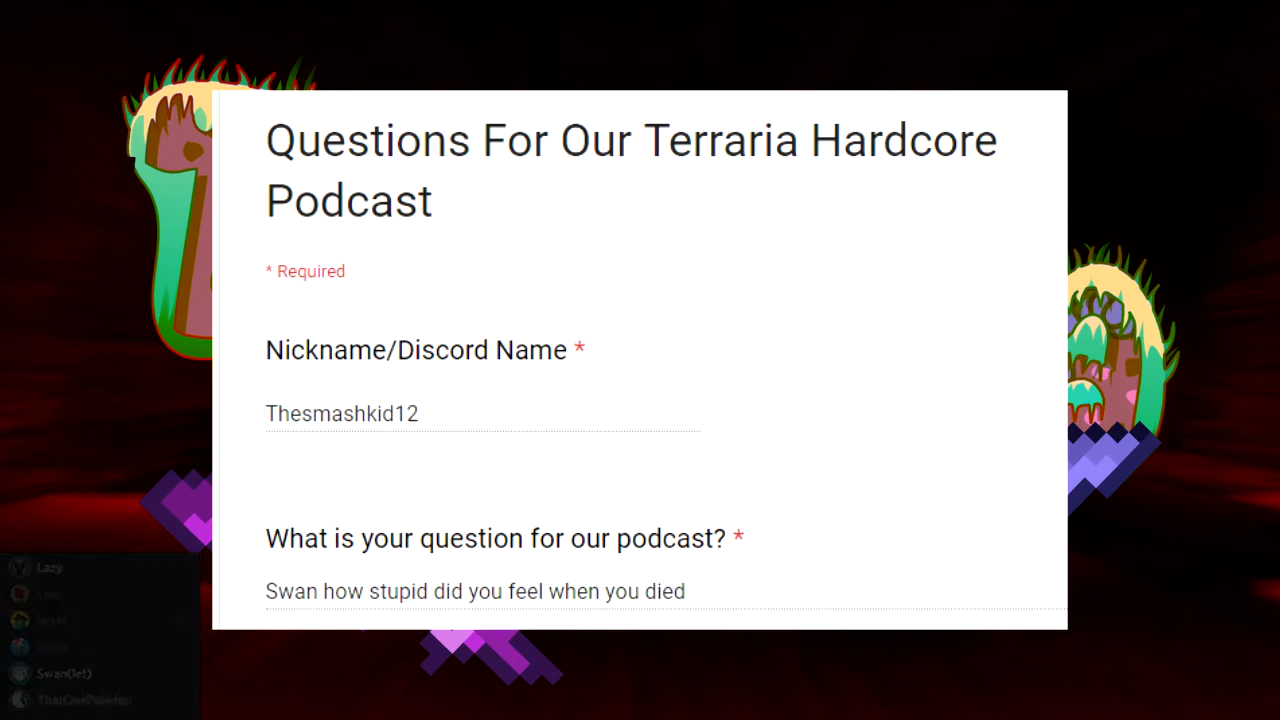 Questions For Our Terraria Hardcore
Podcast
* Required
Nickname/Discord Name *
Thesmashkid12
What is your question for our podcast? *
Swan how stupid did you feel when you died
Lazy
Swan(let)